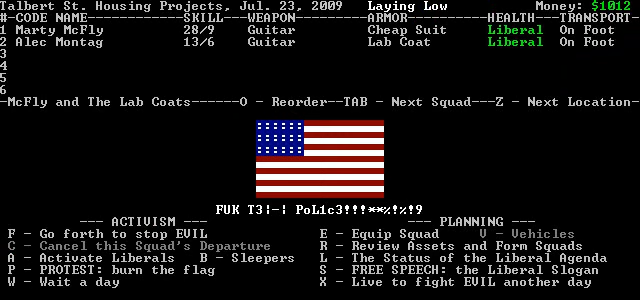 Talbert St. Housing Projects, Jul. 23, 2009 Laying Low Money: $1012
#-CODE NAME------------SKILL---WEAPON---------ARMOR----------HEALTH---TRANSPORT-
1 Marty McFly 28/9 Guitar Cheap Suit Liberal On Foot
2 Alec Montag 13/6 Guitar Lab Coat Liberal On Foot
3
4
5
6
-McFly and The Lab Coats------O - Reorder--TAB - Next Squad---Z - Next Location-
FUK T3|-| PoL1c3!!!**%!%!9
--- ACTIVISM --- --- PLANNING ---
F - Go forth to stop EVIL E - Equip Squad V - Vehicles
C - Cancel this Squad's Departure R - Review Assets and Form Squads
A - Activate Liberals B - Sleepers L - The Status of the Liberal Agenda
P - PROTEST: burn the flag S - FREE SPEECH: the Liberal Slogan
W - Wait a day X - Live to fight EVIL another day